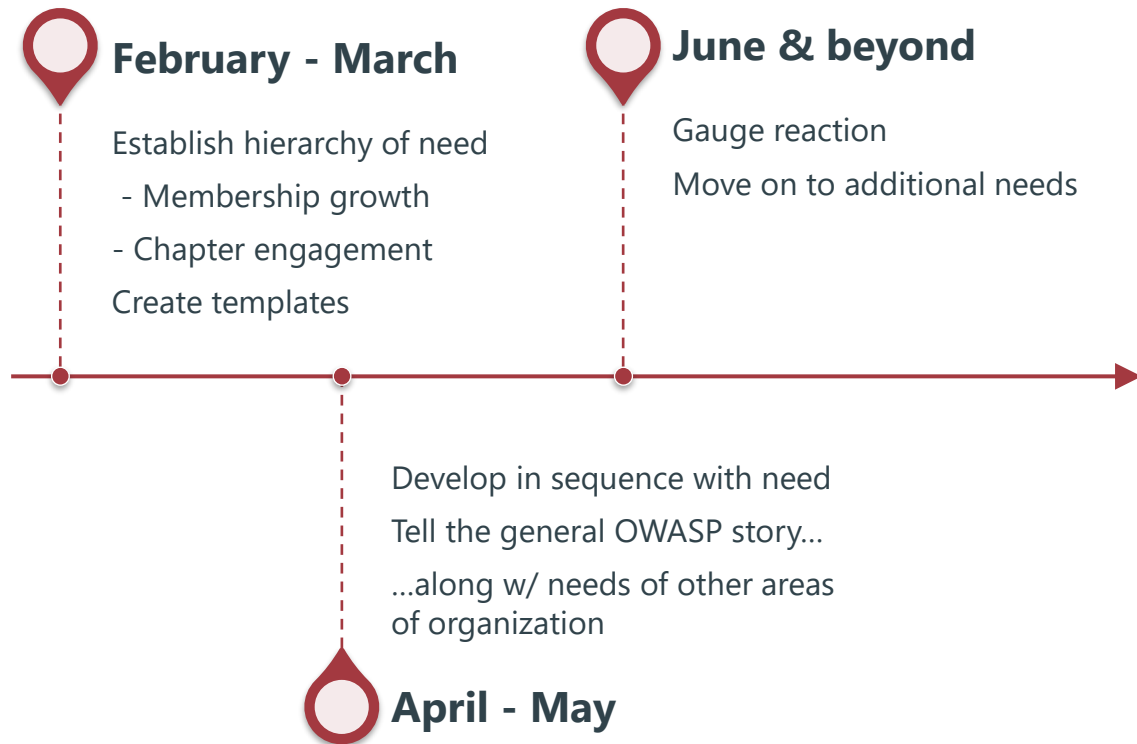 February - March
Establish hierarchy of need
- Membership growth
- Chapter engagement
Create templates
June & beyond
Gauge reaction
Move on to additional needs
Develop in sequence with need
Tell the general OWASP story...
...along w/ needs of other areas
of organization
April - May